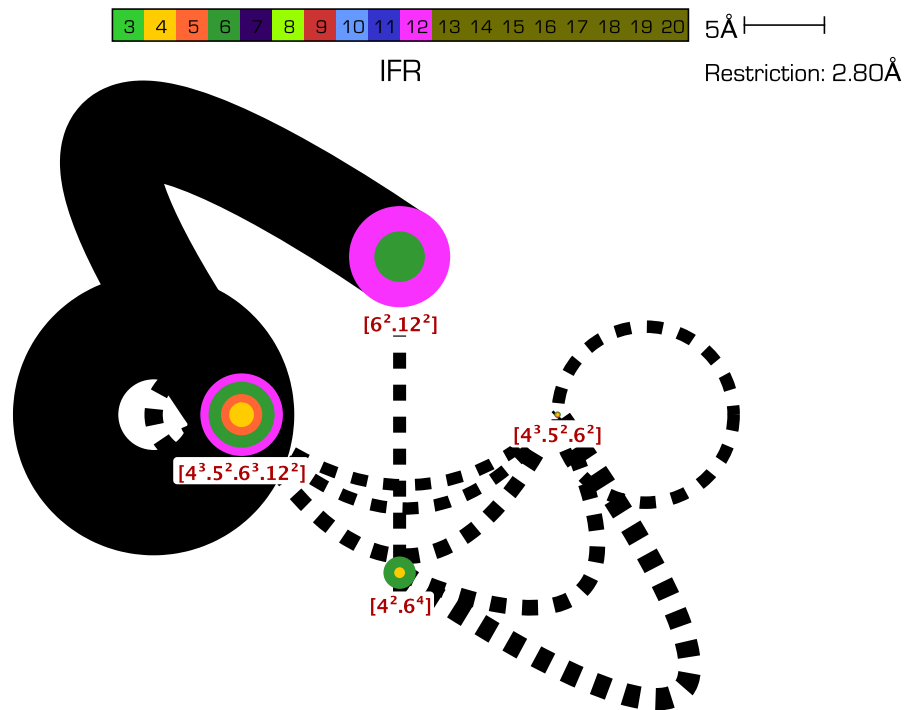 3 4 5 6 7 8 9 10 11 12 13 14 15 16 17 18 19 20 5Å
IFR
Restriction: 2.80Å
[6².12²]
[4³.5².6²]
[4³.5².6³.12²]
[4².6⁴]